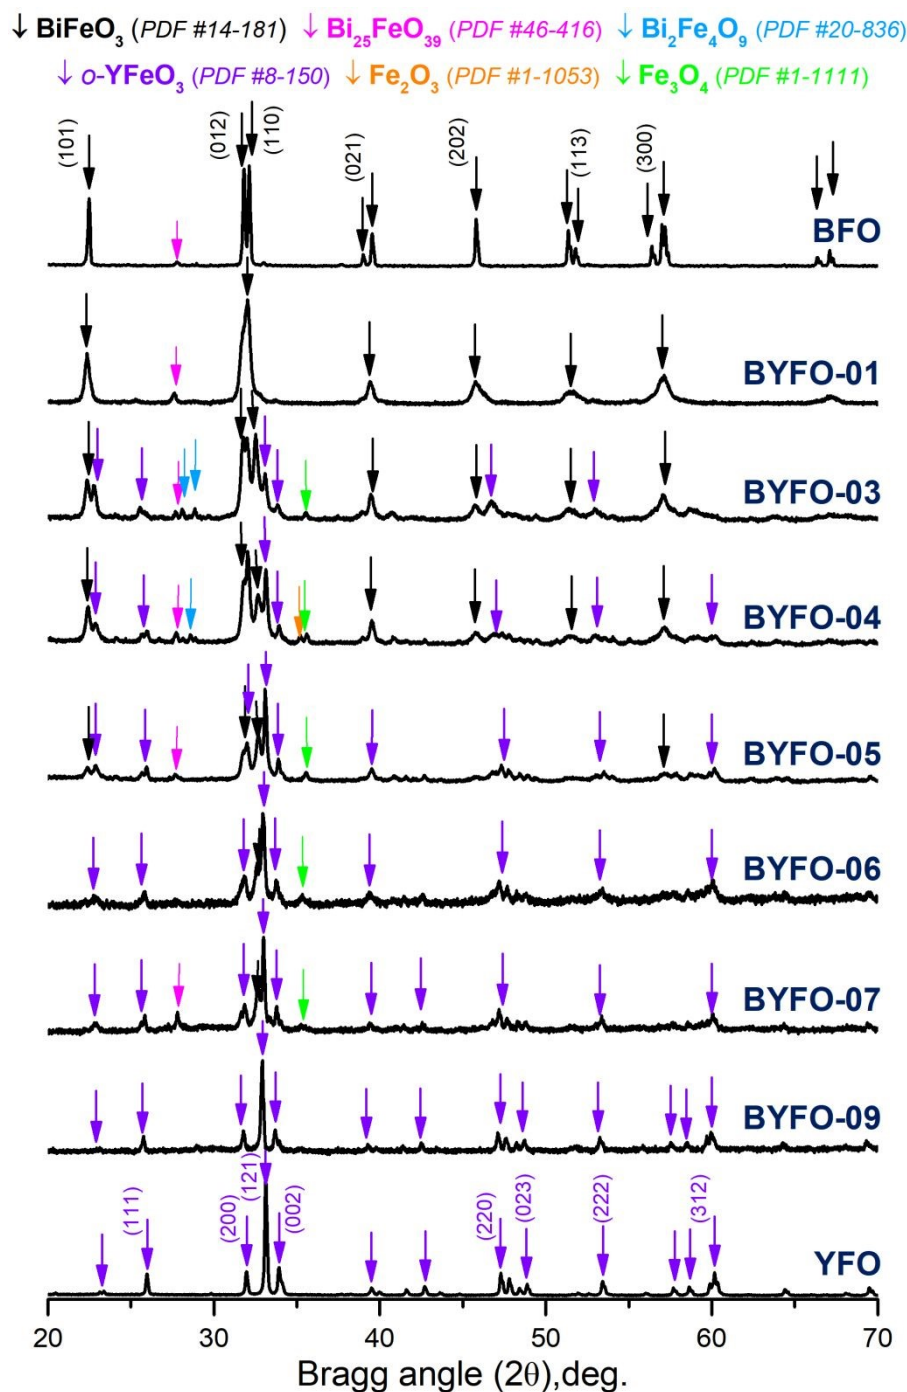 ↓ BiFeO₃ (PDF #14-181) ↓ Bi₂₅FeO₃₉ (PDF #46-416) ↓ Bi₂Fe₄O₉ (PDF #20-836)
↓ o-YFeO₃ (PDF #8-150) ↓ Fe₂O₃ (PDF #1-1053) ↓ Fe₃O₄ (PDF #1-1111)
(101) (012) (110) (021) (202) (113) (300)
BFO
BYFO-01
BYFO-03
BYFO-04
BYFO-05
BYFO-06
BYFO-07
BYFO-09
(111) (200) (121) (002) (220) (023) (222) (312)
YFO
20 30 40 50 60 70
Bragg angle (2θ),deg.